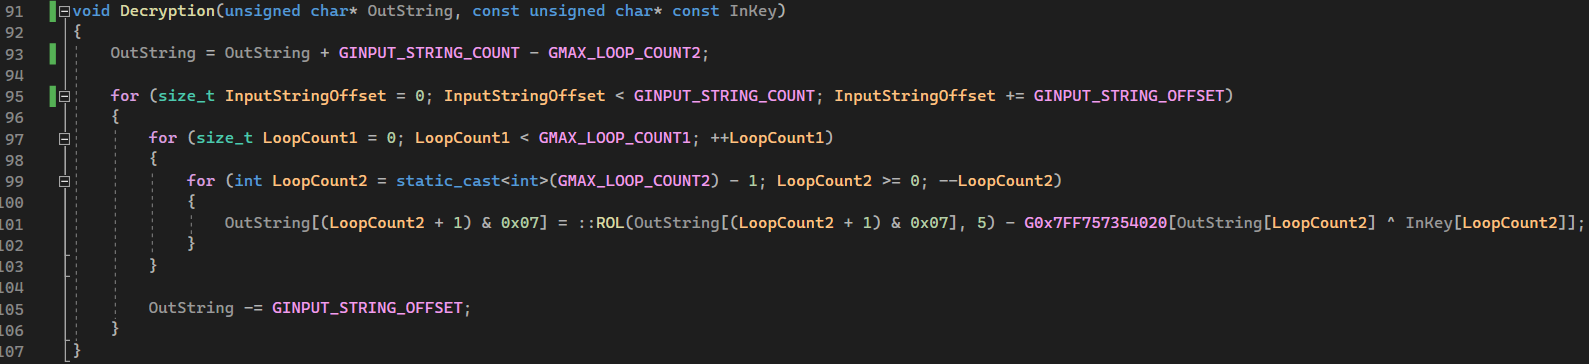 91 void Decryption(unsigned char* OutString, const unsigned char* const InKey)
92 {
93     OutString = OutString + GINPUT_STRING_COUNT - GMAX_LOOP_COUNT2;
94
95     for (size_t InputStringOffset = 0; InputStringOffset < GINPUT_STRING_COUNT; InputStringOffset += GINPUT_STRING_OFFSET)
96     {
97         for (size_t LoopCount1 = 0; LoopCount1 < GMAX_LOOP_COUNT1; ++LoopCount1)
98         {
99             for (int LoopCount2 = static_cast<int>(GMAX_LOOP_COUNT2) - 1; LoopCount2 >= 0; --LoopCount2)
100             {
101                 OutString[(LoopCount2 + 1) & 0x07] = ::ROL(OutString[(LoopCount2 + 1) & 0x07], 5) - G0x7FF757354020[OutString[LoopCount2] ^ InKey[LoopCount2]];
102             }
103         }
104
105         OutString -= GINPUT_STRING_OFFSET;
106     }
107 }